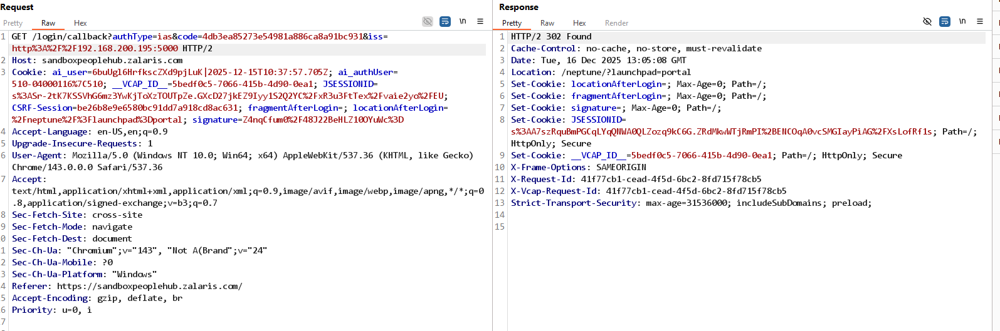 Request
Pretty Raw Hex \n
1 GET /login/callback?authType=ias&code=4db3ea85273e54981a886ca8a91bc931&iss=
http%3A%2F%2F192.168.200.195:5000 HTTP/2
2 Host: sandboxpeoplehub.zalaris.com
3 Cookie: ai_user=6buUgl6HrfkscZXd9pjLuK|2025-12-15T10:37:57.705Z; ai_authUser=
510-04000116%7C510; __VCAP_ID__=5bedf0c5-7066-415b-4d90-0ea1; JSESSIONID=
s%3ASr-2tK7KSSVhG6mz3YwKjToXzTOUTpZe.GXcD27jkEZ9Iyy1S2Q2YC%2FxR3u3FtTex%2Fvaie2yo%2FEU;
CSRF-Session=be26b8e9e6580bc91dd7a918cd8ac631; fragmentAfterLogin=; locationAfterLogin=
%2Fneptune%2F%3Flaunchpad%3Dportal; signature=Z4nqCfum0%2F48J22BeHLZ10OYuWc%3D
4 Accept-Language: en-US,en;q=0.9
5 Upgrade-Insecure-Requests: 1
6 User-Agent: Mozilla/5.0 (Windows NT 10.0; Win64; x64) AppleWebKit/537.36 (KHTML, like Gecko)
Chrome/143.0.0.0 Safari/537.36
7 Accept:
text/html,application/xhtml+xml,application/xml;q=0.9,image/avif,image/webp,image/apng,*/*;q=0
.8,application/signed-exchange;v=b3;q=0.7
8 Sec-Fetch-Site: cross-site
9 Sec-Fetch-Mode: navigate
0 Sec-Fetch-Dest: document
1 Sec-Ch-Ua: "Chromium";v="143", "Not A(Brand";v="24"
2 Sec-Ch-Ua-Mobile: ?0
3 Sec-Ch-Ua-Platform: "Windows"
4 Referer: https://sandboxpeoplehub.zalaris.com/
5 Accept-Encoding: gzip, deflate, br
6 Priority: u=0, i
7
Response
Pretty Raw Hex Render \n
1 HTTP/2 302 Found
2 Cache-Control: no-cache, no-store, must-revalidate
3 Date: Tue, 16 Dec 2025 13:05:08 GMT
4 Location: /neptune/?launchpad=portal
5 Set-Cookie: locationAfterLogin=; Max-Age=0; Path=/;
6 Set-Cookie: fragmentAfterLogin=; Max-Age=0; Path=/;
7 Set-Cookie: signature=; Max-Age=0; Path=/;
8 Set-Cookie: JSESSIONID=
s%3AA7szRquBmPGCqLYqQNWA0QLZozq9kC6G.ZRdMkwWTjRmPI%2BENCOqA0vcSMGIayPiAG%2FXsLofRf1s; Path=/;
HttpOnly; Secure
9 Set-Cookie: __VCAP_ID__=5bedf0c5-7066-415b-4d90-0ea1; Path=/; HttpOnly; Secure
10 X-Frame-Options: SAMEORIGIN
11 X-Request-Id: 41f77cb1-cead-4f5d-6bc2-8fd715f78cb5
12 X-Vcap-Request-Id: 41f77cb1-cead-4f5d-6bc2-8fd715f78cb5
13 Strict-Transport-Security: max-age=31536000; includeSubDomains; preload;
14
15